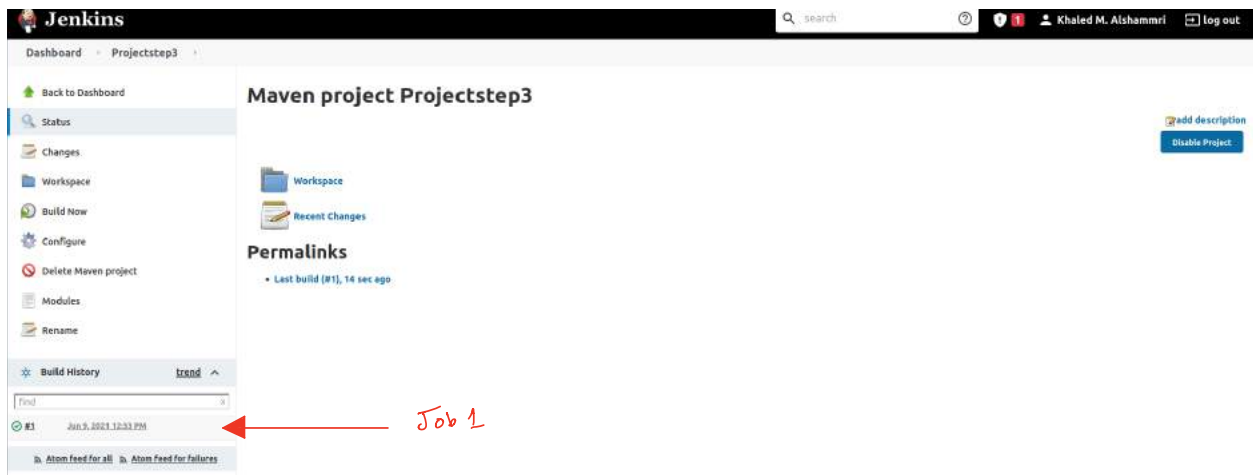 Jenkins
search
1
Khaled M. Alshammri
log out
Dashboard
Projectstep3
Back to Dashboard
Status
Changes
Workspace
Build Now
Configure
Delete Maven project
Modules
Rename
Build History
trend
find
x
#1
Jun 9, 2021 12:33 PM
Atom feed for all
Atom feed for failures
Maven project Projectstep3
add description
Disable Project
Workspace
Recent Changes
Permalinks
Last build (#1), 14 sec ago
Job 1